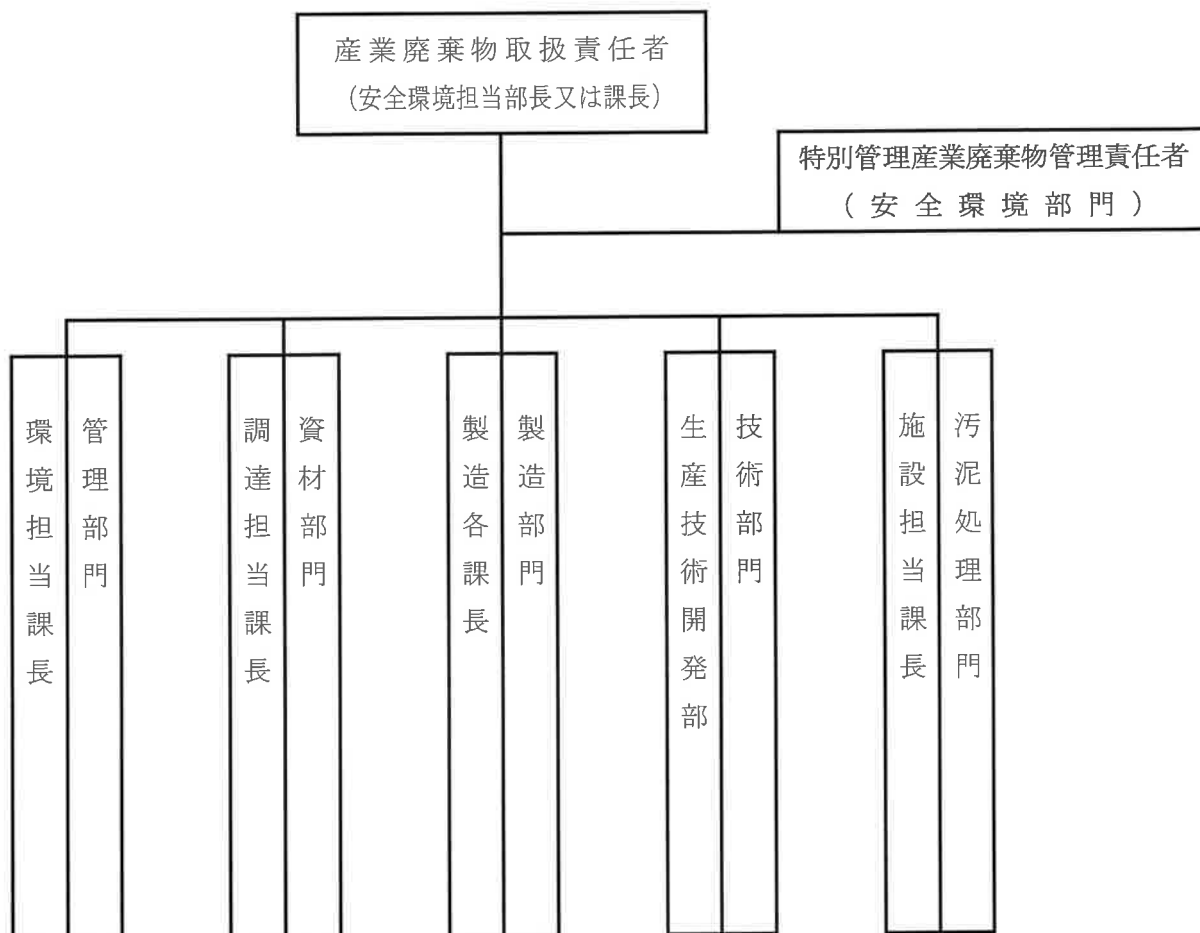 産業廃棄物取扱責任者
(安全環境担当部長又は課長)
特別管理産業廃棄物管理責任者
(安全環境部門)
管理部門
環境担当課長
資材部門
調達担当課長
製造部門
製造各課長
技術部門
生産技術開発部
汚泥処理部門
施設担当課長